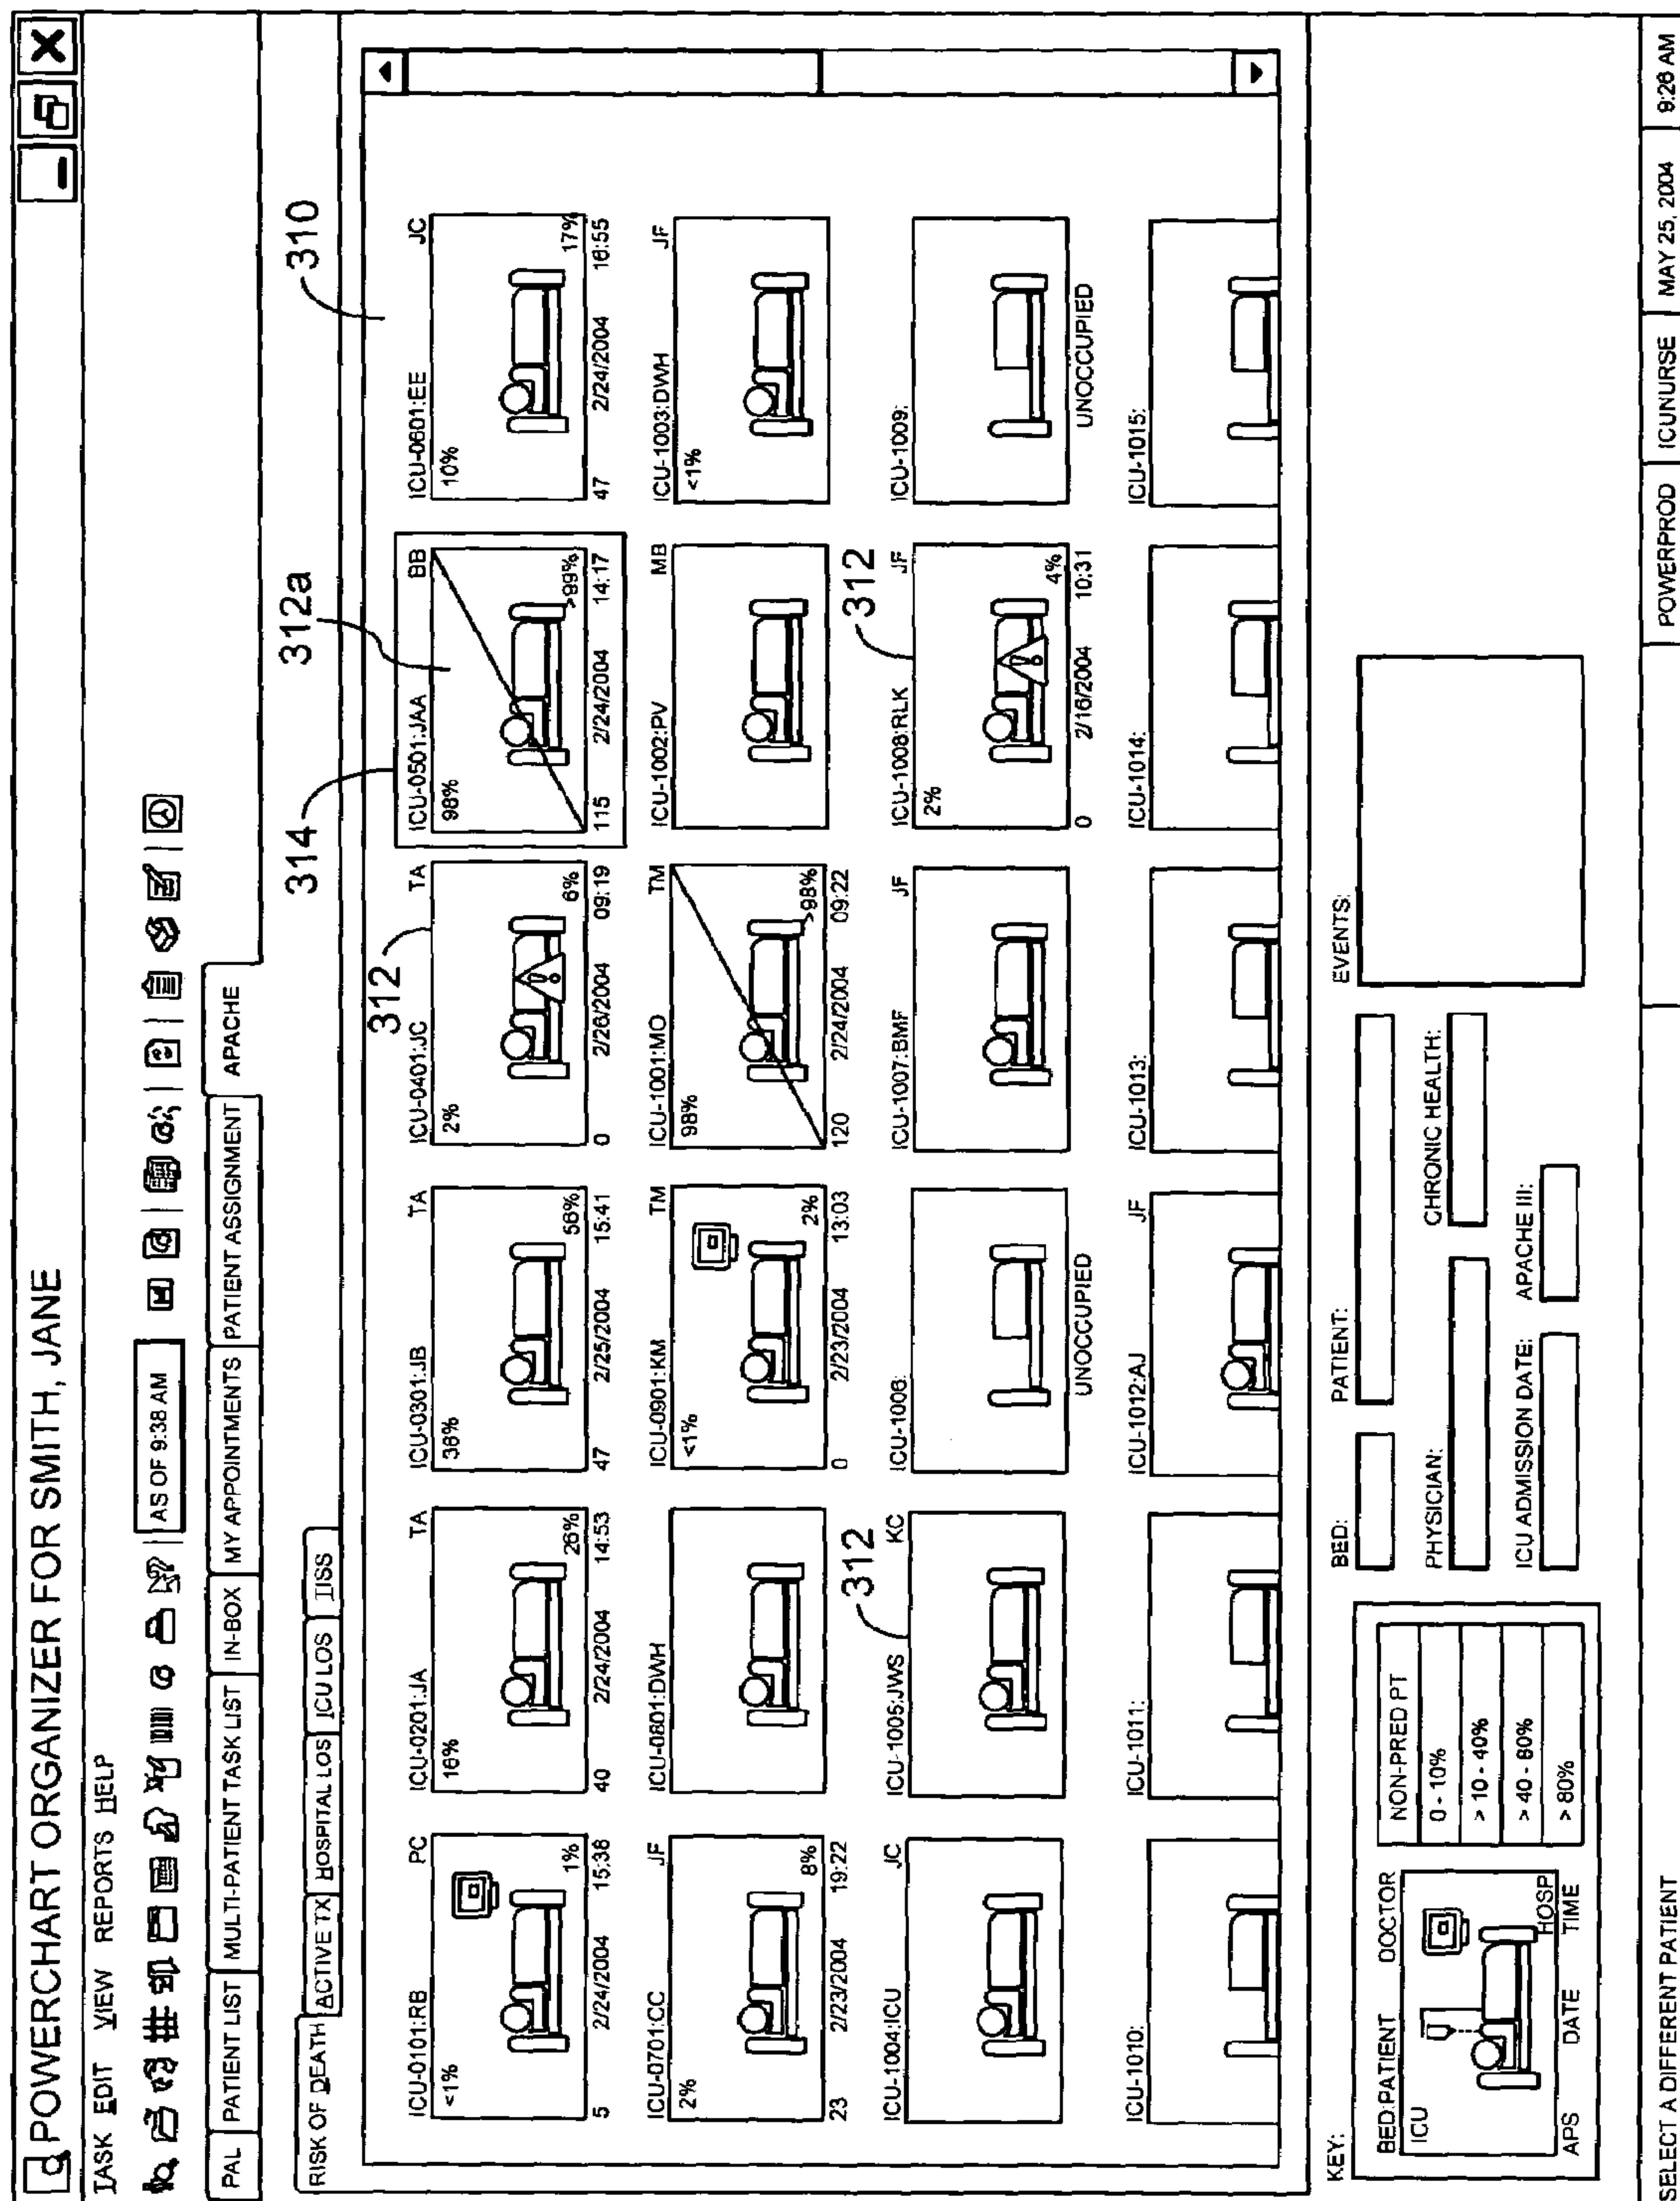 POWERCHART ORGANIZER FOR SMITH, JANE
TASK EDIT VIEW REPORTS HELP
AS OF 9:38 AM
PAL PATIENT LIST MULTI-PATIENT TASK LIST IN-BOX MY APPOINTMENTS PATIENT ASSIGNMENT APACHE
RISK OF DEATH ACTIVE TX HOSPITAL LOS ICU LOS TISS
312 314 312a 310
ICU-0101:RB PC ICU-0201:JA TA ICU-0301:JB TA ICU-0401:JC TA ICU-0501:JAA BB ICU-0601:EE JC
<1% 16% 38% 2% 98% 10%
1% 26% 56% 6% >99% 17%
5 2/24/2004 15:38 40 2/24/2004 14:53 47 2/25/2004 15:41 0 2/26/2004 09:19 115 2/24/2004 14:17 47 2/24/2004 16:55
ICU-0701:CC JF ICU-0801:DWH ICU-0901:KM TM ICU-1001:MO TM ICU-1002:PV MB ICU-1003:DWH JF
2% <1% 98% <1%
8% 2% >98%
23 2/23/2004 19:22 0 2/23/2004 13:03 120 2/24/2004 09:22
312 312
ICU-1004:ICU JC ICU-1005:JWS KC ICU-1006: ICU-1007:BMF JF ICU-1008:RLK JF ICU-1009:
2%
4%
UNOCCUPIED 0 2/16/2004 10:31 UNOCCUPIED
ICU-1010: ICU-1011: ICU-1012:AJ JF ICU-1013: ICU-1014: ICU-1015:
KEY:
BED:PATIENT DOCTOR
ICU
HOSP
APS DATE TIME
NON-PRED PT
0 - 10%
> 10 - 40%
> 40 - 80%
> 80%
BED: PATIENT:
PHYSICIAN: CHRONIC HEALTH:
ICU ADMISSION DATE: APACHE III:
EVENTS:
SELECT A DIFFERENT PATIENT POWERPROD ICUNURSE MAY 25, 2004 9:26 AM